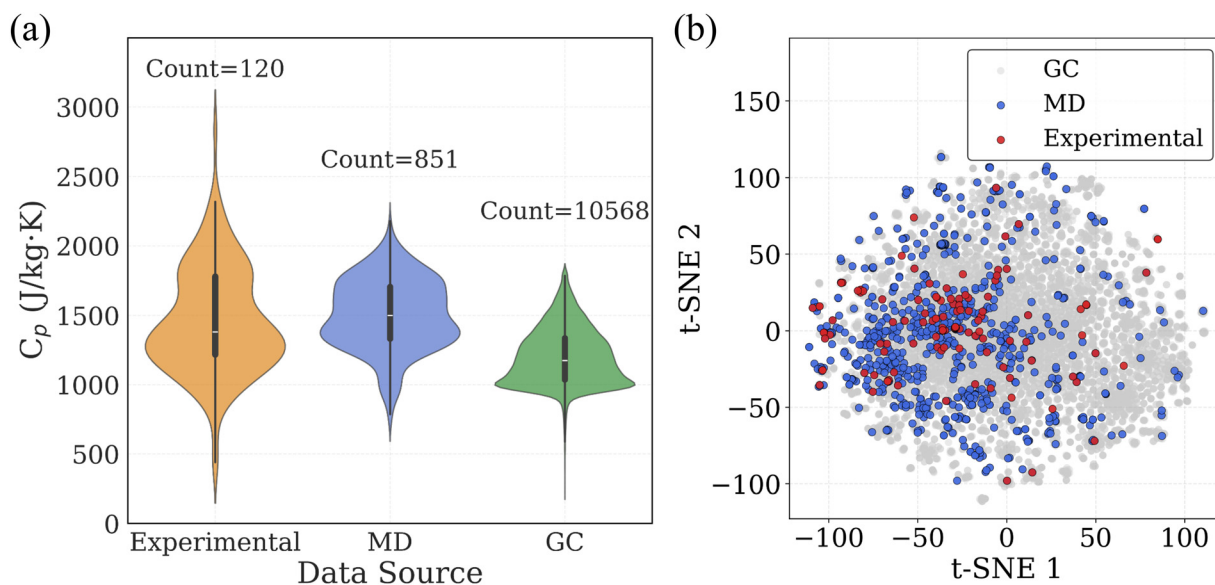 (a)
Count=120
Count=851
Count=10568
3000
2500
2000
1500
1000
500
0
C_p (J/kg·K)
Experimental
MD
GC
Data Source
(b)
GC
MD
Experimental
150
100
50
0
−50
−100
t-SNE 2
−100
−50
0
50
100
t-SNE 1